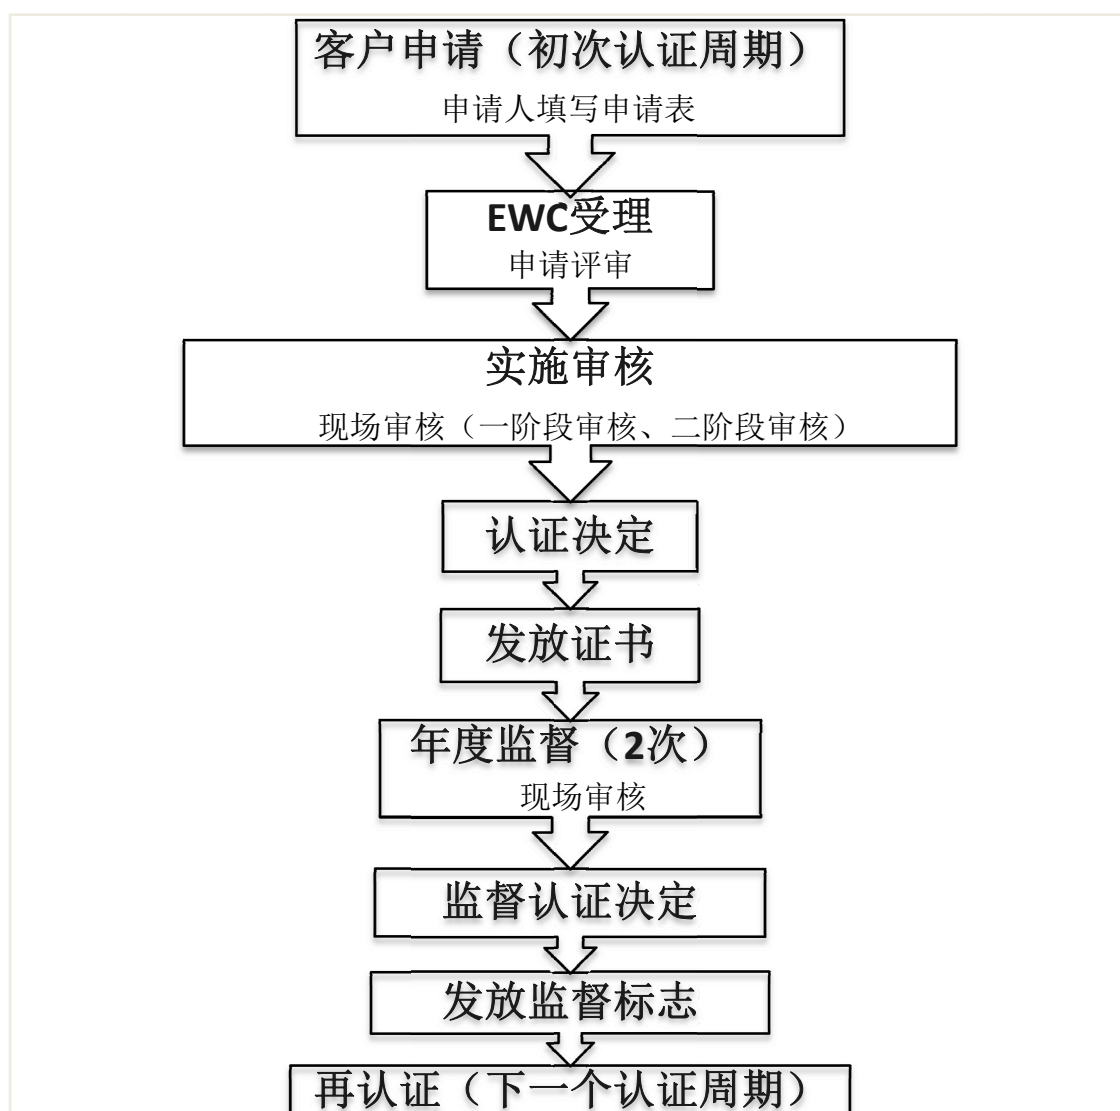 客户申请（初次认证周期）
申请人填写申请表
EWC受理
申请评审
实施审核
现场审核（一阶段审核、二阶段审核）
认证决定
发放证书
年度监督（2次）
现场审核
监督认证决定
发放监督标志
再认证（下一个认证周期）